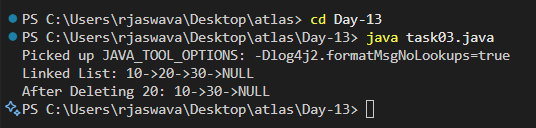 PS C:\Users\rjaswava\Desktop\atlas> cd Day-13
PS C:\Users\rjaswava\Desktop\atlas\Day-13> java task03.java
Picked up JAVA_TOOL_OPTIONS: -Dlog4j2.formatMsgNoLookups=true
Linked List: 10->20->30->NULL
After Deleting 20: 10->30->NULL
PS C:\Users\rjaswava\Desktop\atlas\Day-13>